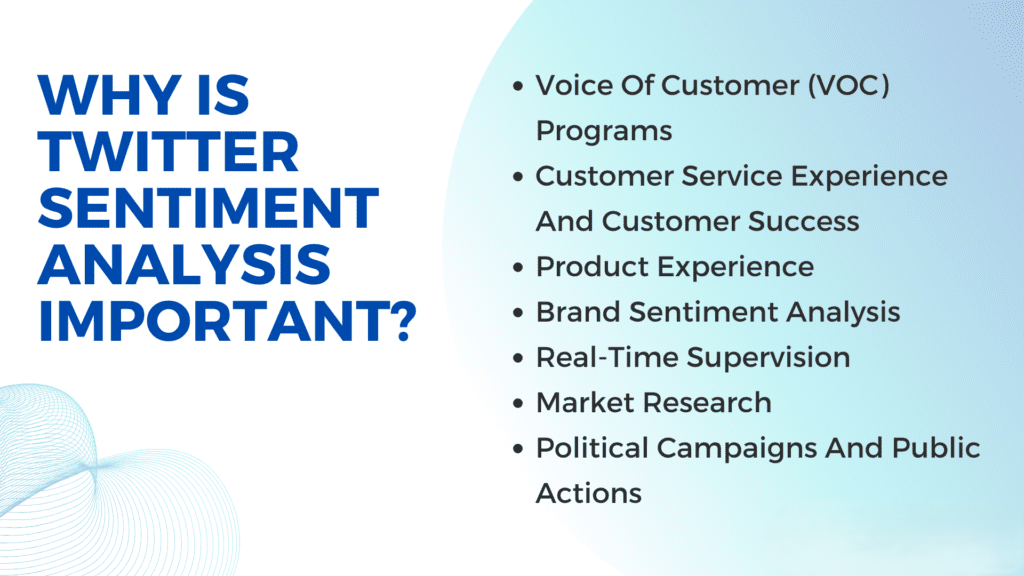 WHY IS
TWITTER
SENTIMENT
ANALYSIS
IMPORTANT?
• Voice Of Customer (VOC)
Programs
• Customer Service Experience
And Customer Success
• Product Experience
• Brand Sentiment Analysis
• Real-Time Supervision
• Market Research
• Political Campaigns And Public
Actions